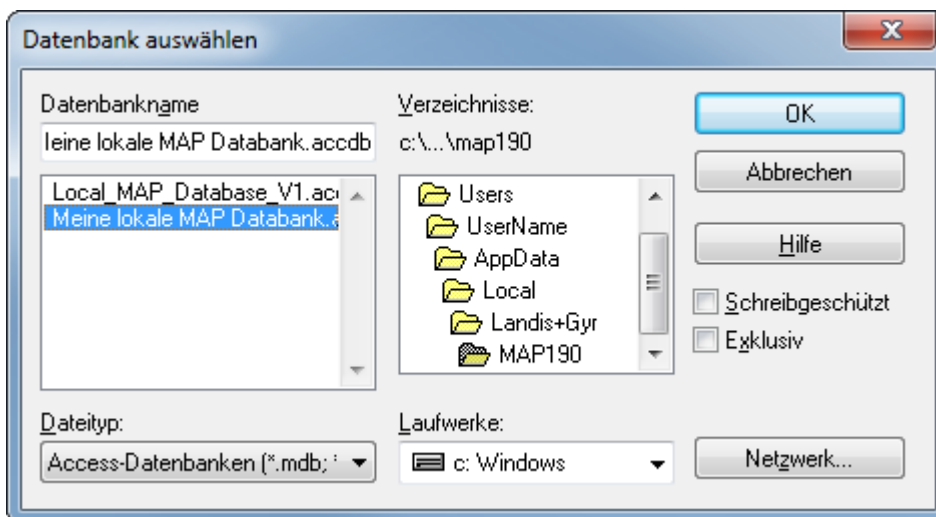 Datenbank auswählen
Datenbankname
leine lokale MAP Databank.accdb
Local_MAP_Database_V1.acc
Meine lokale MAP Databank.a
Verzeichnisse:
c:\...\map190
Users
UserName
AppData
Local
Landis+Gyr
MAP190
OK
Abbrechen
Hilfe
Schreibgeschützt
Exklusiv
Dateityp:
Access-Datenbanken (*.mdb; *
Laufwerke:
c: Windows
Netzwerk...